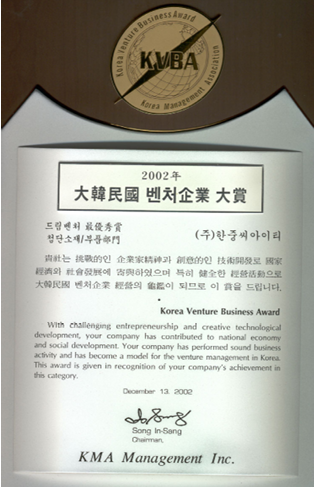 Korea Venture Business Award
KVBA
Korea Management Association
2002年
大韓民國 벤처企業 大賞
드림벤처 最優秀賞
첨단소재/부품部門
(주)한중씨아이티
貴社는 挑戰的인 企業家精神과 創意的인 技術開發로 國家
經濟와 社會發展에 寄與하였으며 특히 健全한 經營活動으로
大韓民國 벤처企業 經營의 龜鑑이 되므로 이 賞을 드립니다.
Korea Venture Business Award
With challenging entrepreneurship and creative technological
development, your company has contributed to national economy
and social development. Your company has performed sound business
activity and has become a model for the venture management in Korea.
This award is given in recognition of your company's achievement in
this category.
December 13. 2002
Song In-Sang
Chairman.
KMA Management Inc.